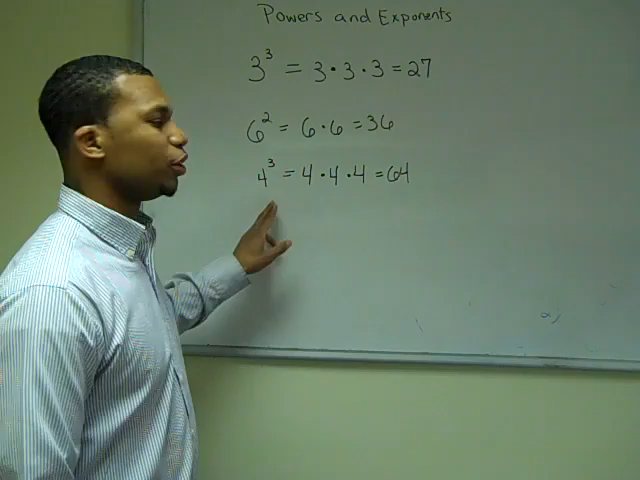 Powers and Exponents
3³ = 3·3·3 = 27
6² = 6·6 = 36
4³ = 4·4·4 = 64